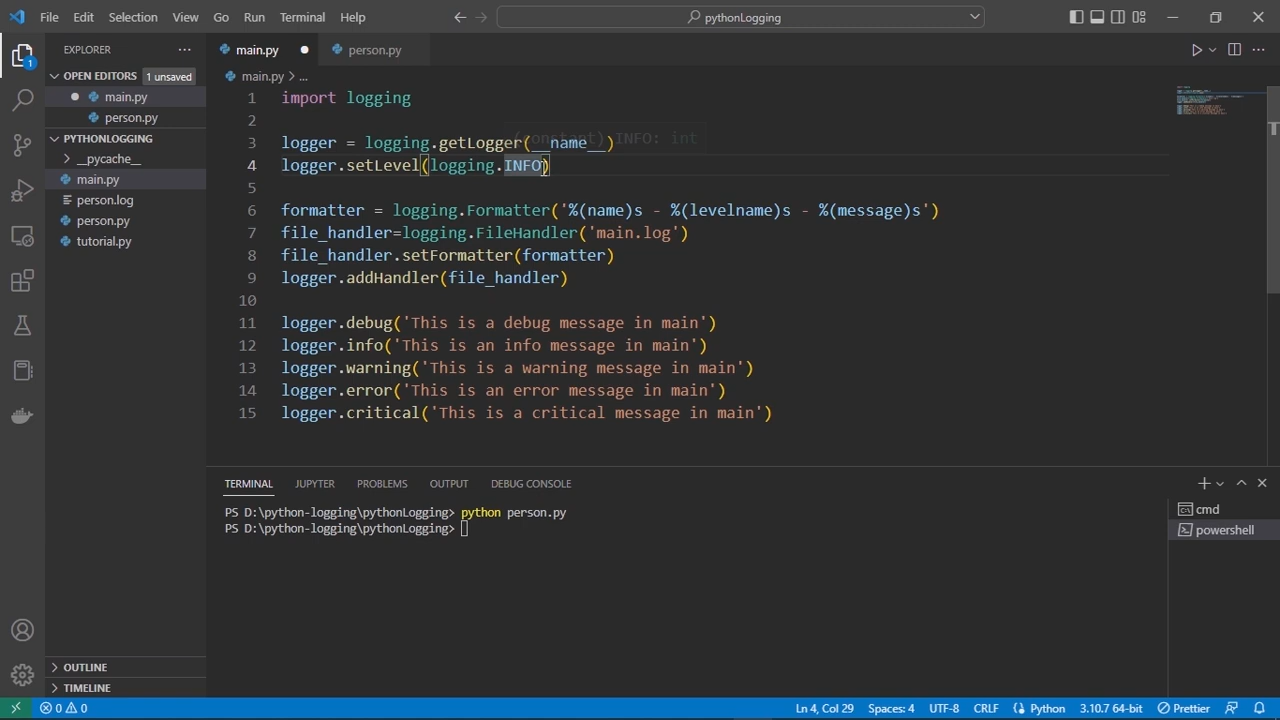 File Edit Selection View Go Run Terminal Help
pythonLogging
EXPLORER
OPEN EDITORS 1 unsaved
main.py
person.py
PYTHONLOGGING
__pycache__
main.py
person.log
person.py
tutorial.py
OUTLINE
TIMELINE
1
main.py person.py
main.py > ...
(constant) INFO: int
1 import logging
2
3 logger = logging.getLogger(__name__)
4 logger.setLevel(logging.INFO)
5
6 formatter = logging.Formatter('%(name)s - %(levelname)s - %(message)s')
7 file_handler=logging.FileHandler('main.log')
8 file_handler.setFormatter(formatter)
9 logger.addHandler(file_handler)
10
11 logger.debug('This is a debug message in main')
12 logger.info('This is an info message in main')
13 logger.warning('This is a warning message in main')
14 logger.error('This is an error message in main')
15 logger.critical('This is a critical message in main')
TERMINAL JUPYTER PROBLEMS OUTPUT DEBUG CONSOLE
PS D:\python-logging\pythonLogging> python person.py
PS D:\python-logging\pythonLogging>
cmd
powershell
0 0 Ln 4, Col 29 Spaces: 4 UTF-8 CRLF Python 3.10.7 64-bit Prettier